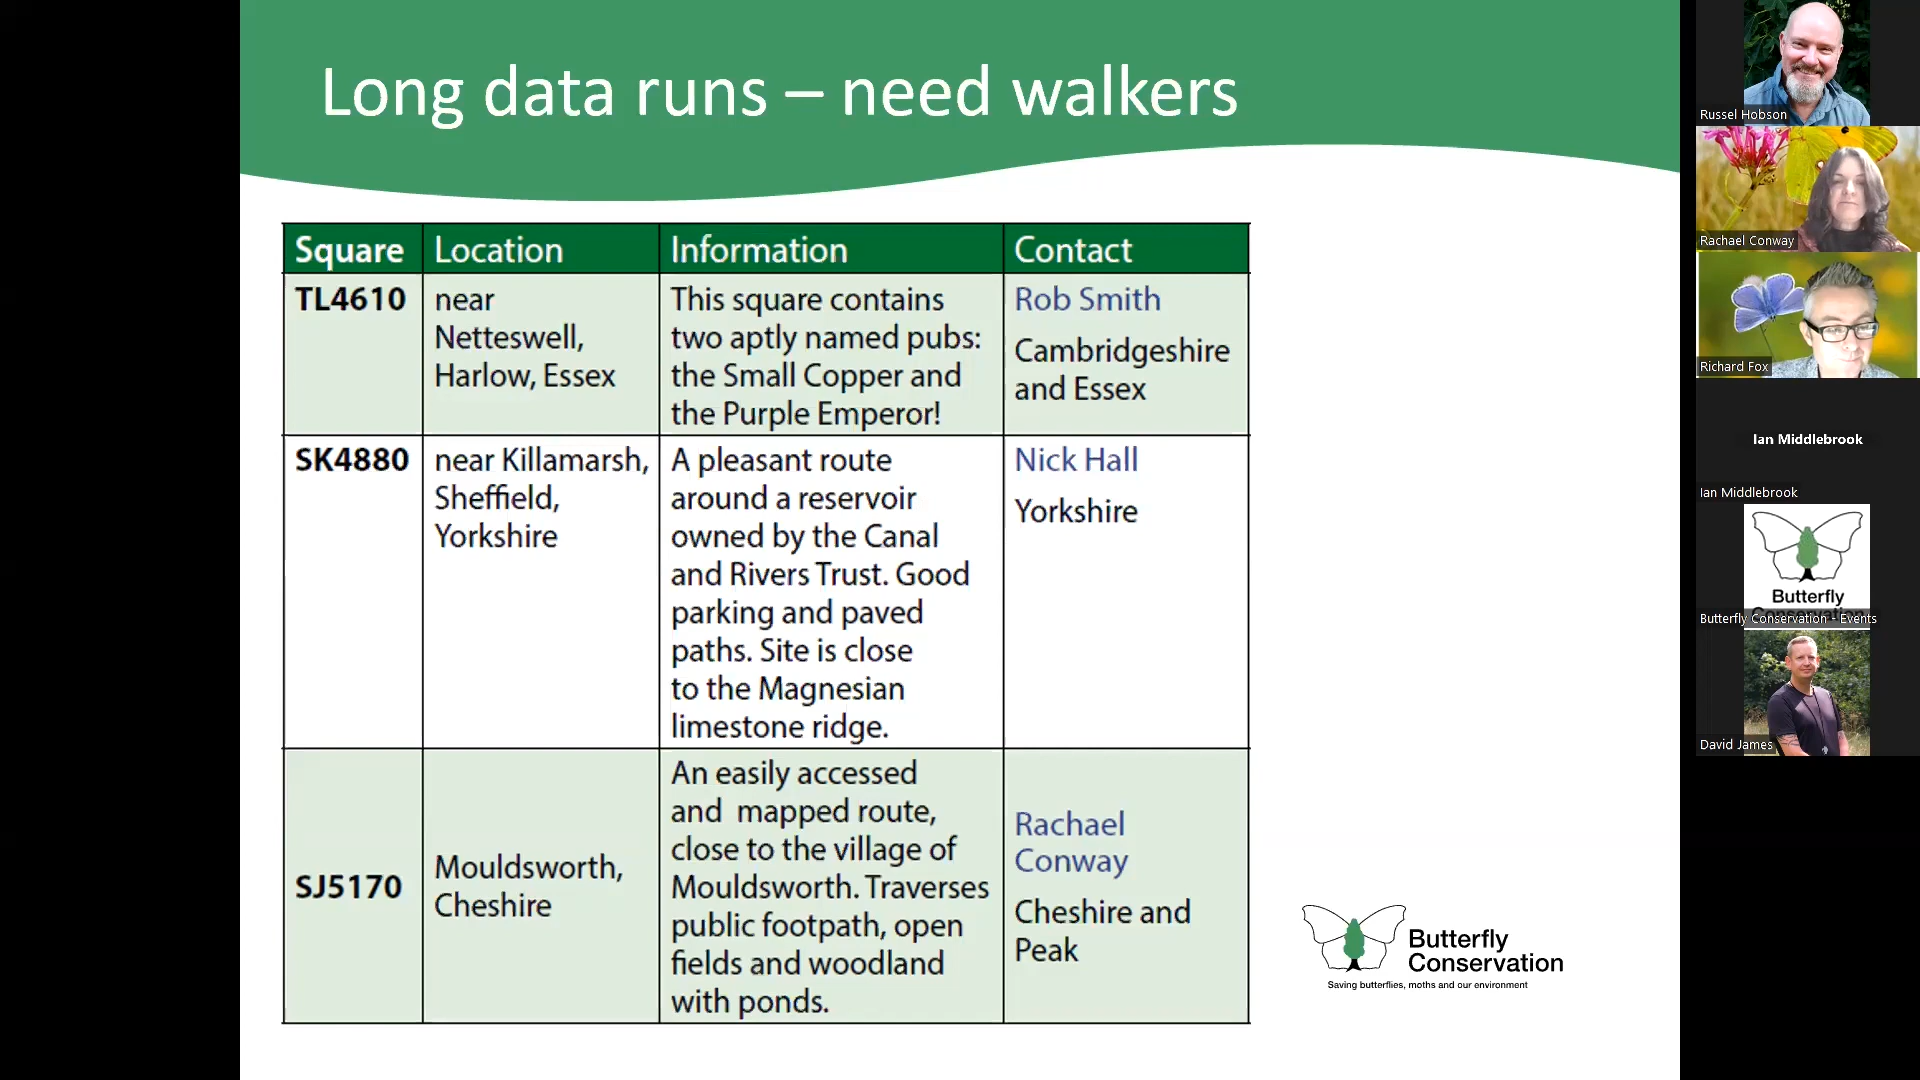 Long data runs – need walkers
Square
Location
Information
Contact
TL4610
near
Netteswell,
Harlow, Essex
This square contains
two aptly named pubs:
the Small Copper and
the Purple Emperor!
Rob Smith
Cambridgeshire
and Essex
SK4880
near Killamarsh,
Sheffield,
Yorkshire
A pleasant route
around a reservoir
owned by the Canal
and Rivers Trust. Good
parking and paved
paths. Site is close
to the Magnesian
limestone ridge.
Nick Hall
Yorkshire
SJ5170
Mouldsworth,
Cheshire
An easily accessed
and mapped route,
close to the village of
Mouldsworth. Traverses
public footpath, open
fields and woodland
with ponds.
Rachael
Conway
Cheshire and
Peak
Butterfly
Conservation
Saving butterflies, moths and our environment
Russel Hobson
Rachael Conway
Richard Fox
Ian Middlebrook
Ian Middlebrook
Butterfly
Conservation
Butterfly Conservation - Events
David James